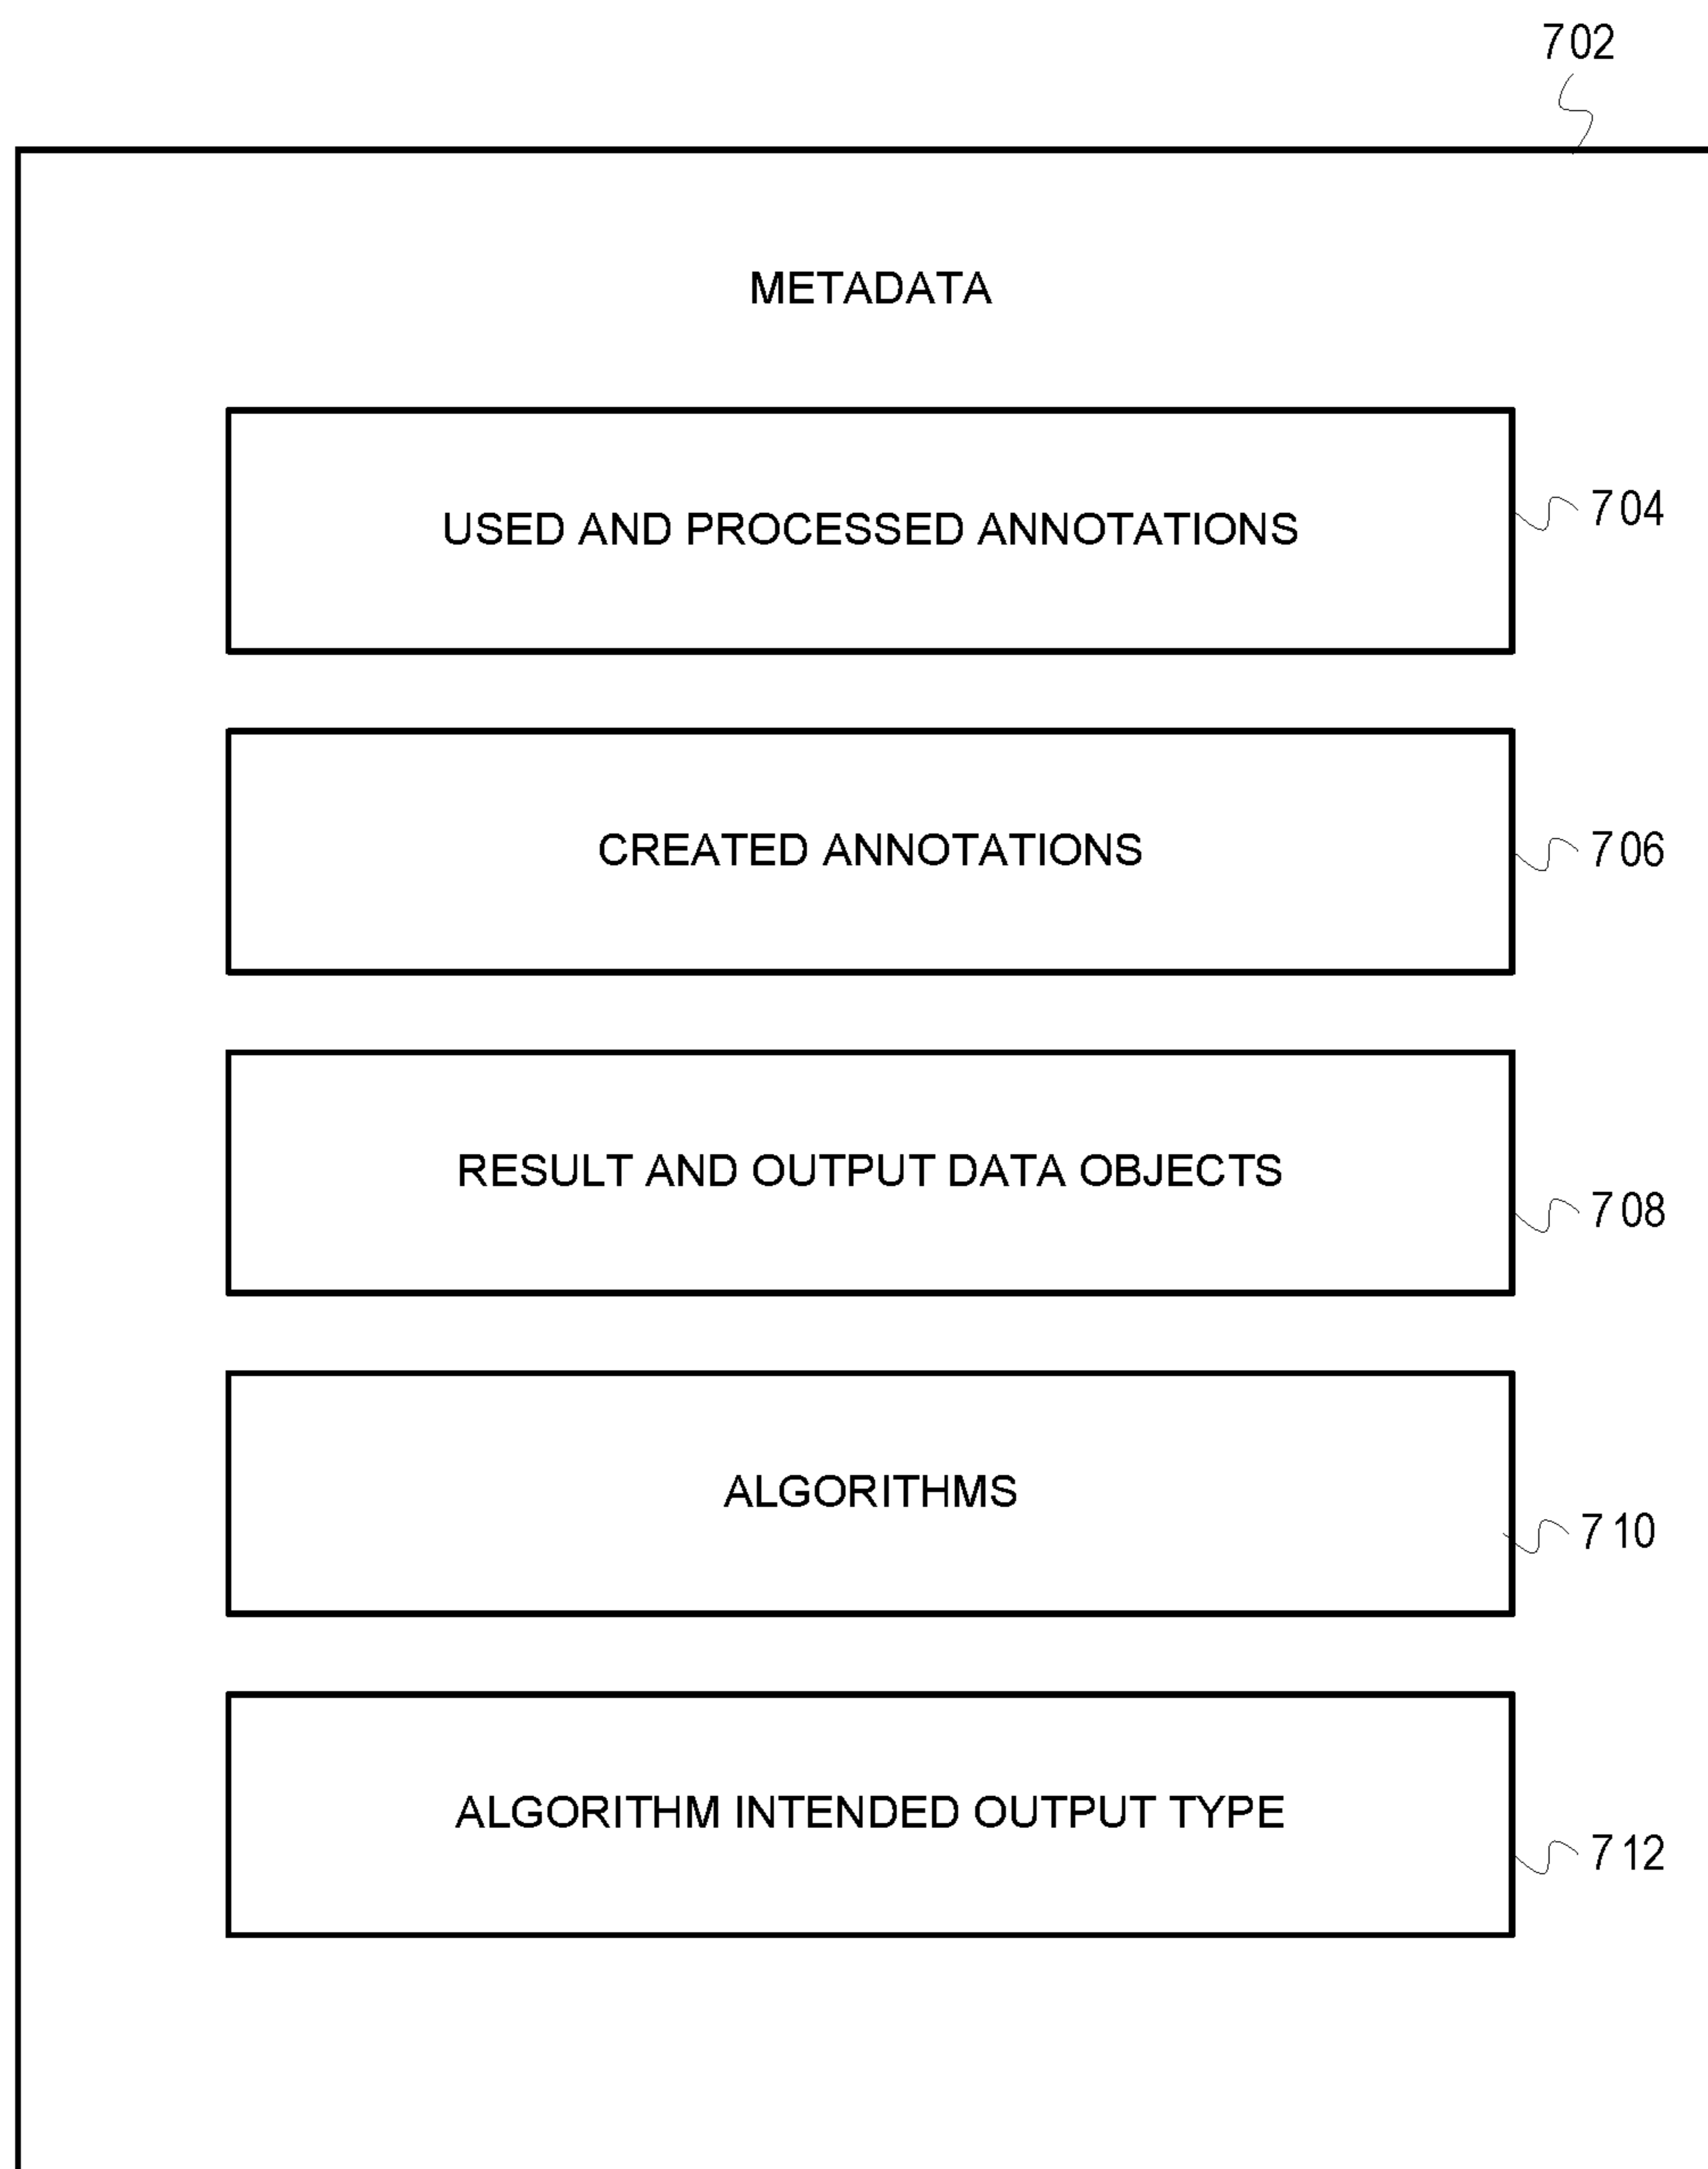 702
METADATA
USED AND PROCESSED ANNOTATIONS
704
CREATED ANNOTATIONS
706
RESULT AND OUTPUT DATA OBJECTS
708
ALGORITHMS
710
ALGORITHM INTENDED OUTPUT TYPE
712